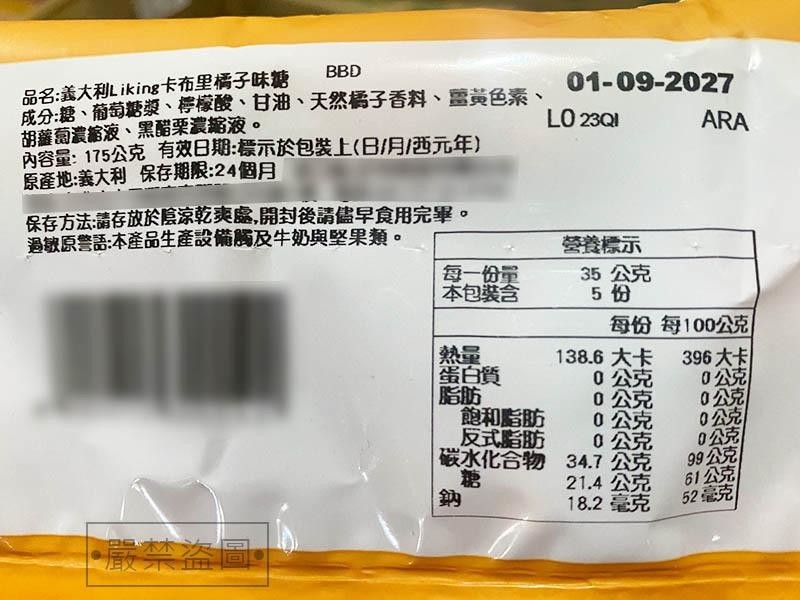 品名:義大利Liking卡布里橘子味糖 BBD 01-09-2027
成分:糖、葡萄糖漿、檸檬酸、甘油、天然橘子香料、薑黃色素、
LO 23QI ARA
胡蘿蔔濃縮液、黑醋栗濃縮液。
內容量: 175公克 有效日期:標示於包裝上(日/月/西元年)
原產地:義大利 保存期限:24個月
保存方法:請存放於陰涼乾爽處,開封後請儘早食用完畢。
過敏原警語:本產品生產設備觸及牛奶與堅果類。
營養標示
每一份量 35 公克
本包裝含 5 份
每份 每100公克
熱量 138.6 大卡 396 大卡
蛋白質 0 公克 0 公克
脂肪 0 公克 0 公克
飽和脂肪 0 公克 0 公克
反式脂肪 0 公克 0 公克
碳水化合物 34.7 公克 99 公克
糖 21.4 公克 61 公克
鈉 18.2 毫克 52 毫克
•嚴禁盜圖•